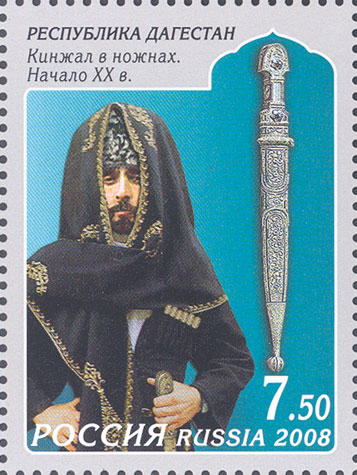 РЕСПУБЛИКА ДАГЕСТАН
Кинжал в ножнах.
Начало XX в.
7.50
РОССИЯ RUSSIA 2008